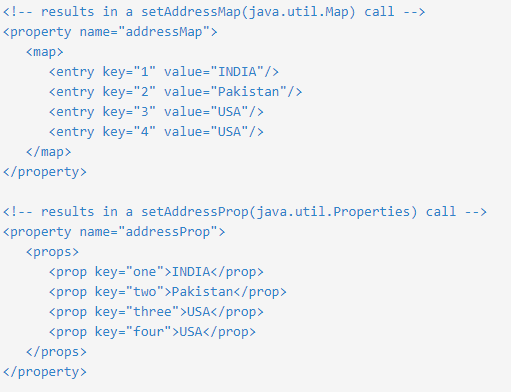 <!-- results in a setAddressMap(java.util.Map) call -->
<property name="addressMap">
   <map>
      <entry key="1" value="INDIA"/>
      <entry key="2" value="Pakistan"/>
      <entry key="3" value="USA"/>
      <entry key="4" value="USA"/>
   </map>
</property>

<!-- results in a setAddressProp(java.util.Properties) call -->
<property name="addressProp">
   <props>
      <prop key="one">INDIA</prop>
      <prop key="two">Pakistan</prop>
      <prop key="three">USA</prop>
      <prop key="four">USA</prop>
   </props>
</property>